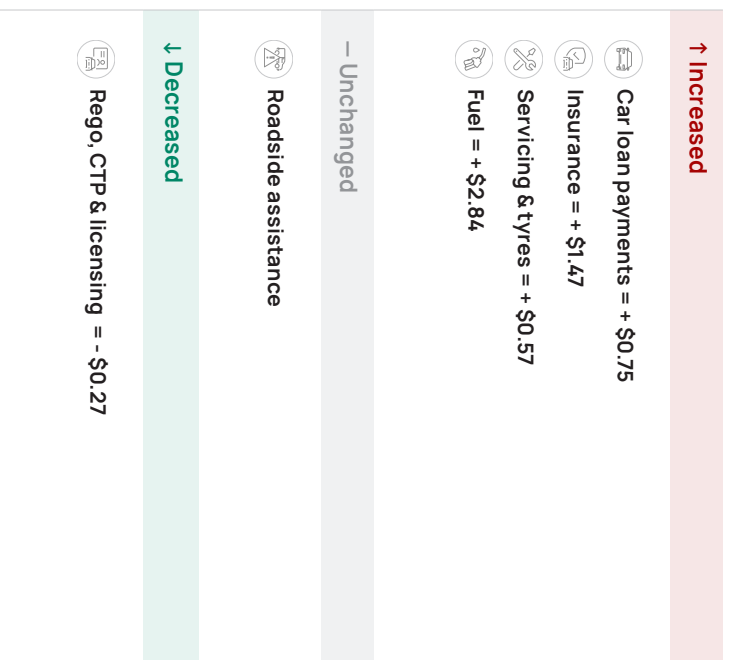 ↑ Increased
Car loan payments = + $0.75
Insurance = + $1.47
Servicing & tyres = + $0.57
Fuel = + $2.84
– Unchanged
Roadside assistance
↓ Decreased
Rego, CTP & licensing = - $0.27